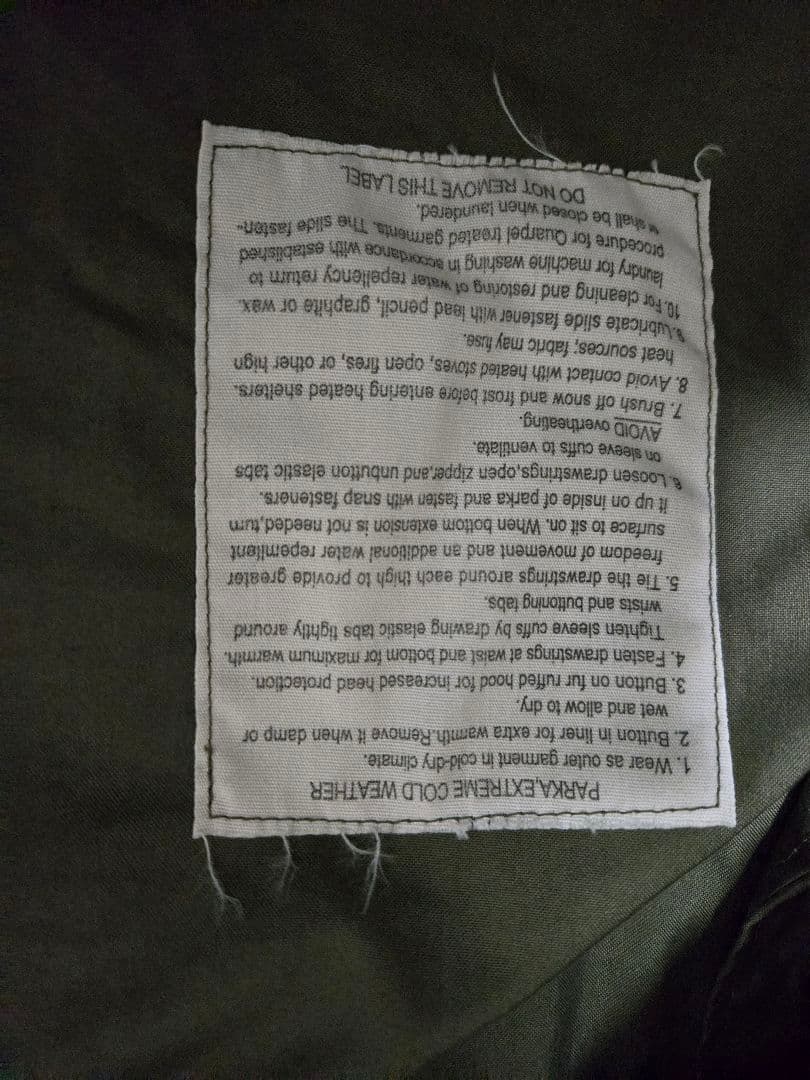 PARKA,EXTREME COLD WEATHER
1. Wear as outer garment in cold-dry climate.
2. Button in liner for extra warmth.Remove it when damp or
wet and allow to dry.
3. Button on fur ruffed hood for increased head protection.
4. Fasten drawstrings at waist and bottom for maximum warmth.
Tighten sleeve cuffs by drawing elastic tabs tightly around
wrists and buttoning tabs.
5. Tie the drawstrings around each thigh to provide greater
freedom of movement and an additional water repemllent
surface to sit on. When bottom extension is not needed,turn
it up on inside of parka and fasten with snap fasteners.
6. Loosen drawstrings,open zipper,and unbutton elastic tabs
on sleeve cuffs to ventilate.
AVOID overheating.
7. Brush off snow and frost before entering heated shelters.
8. Avoid contact with heated stoves, open fires, or other hign
heat sources; fabric may fuse.
9. Lubricate slide fastener with lead pencil, graphite or wax.
10. For cleaning and restoring of water repellency return to
laundry for machine washing in accordance with established
procedure for Quarpel treated garments. The slide fasten-
shall be closed when laundered.
DO NOT REMOVE THIS LABEL